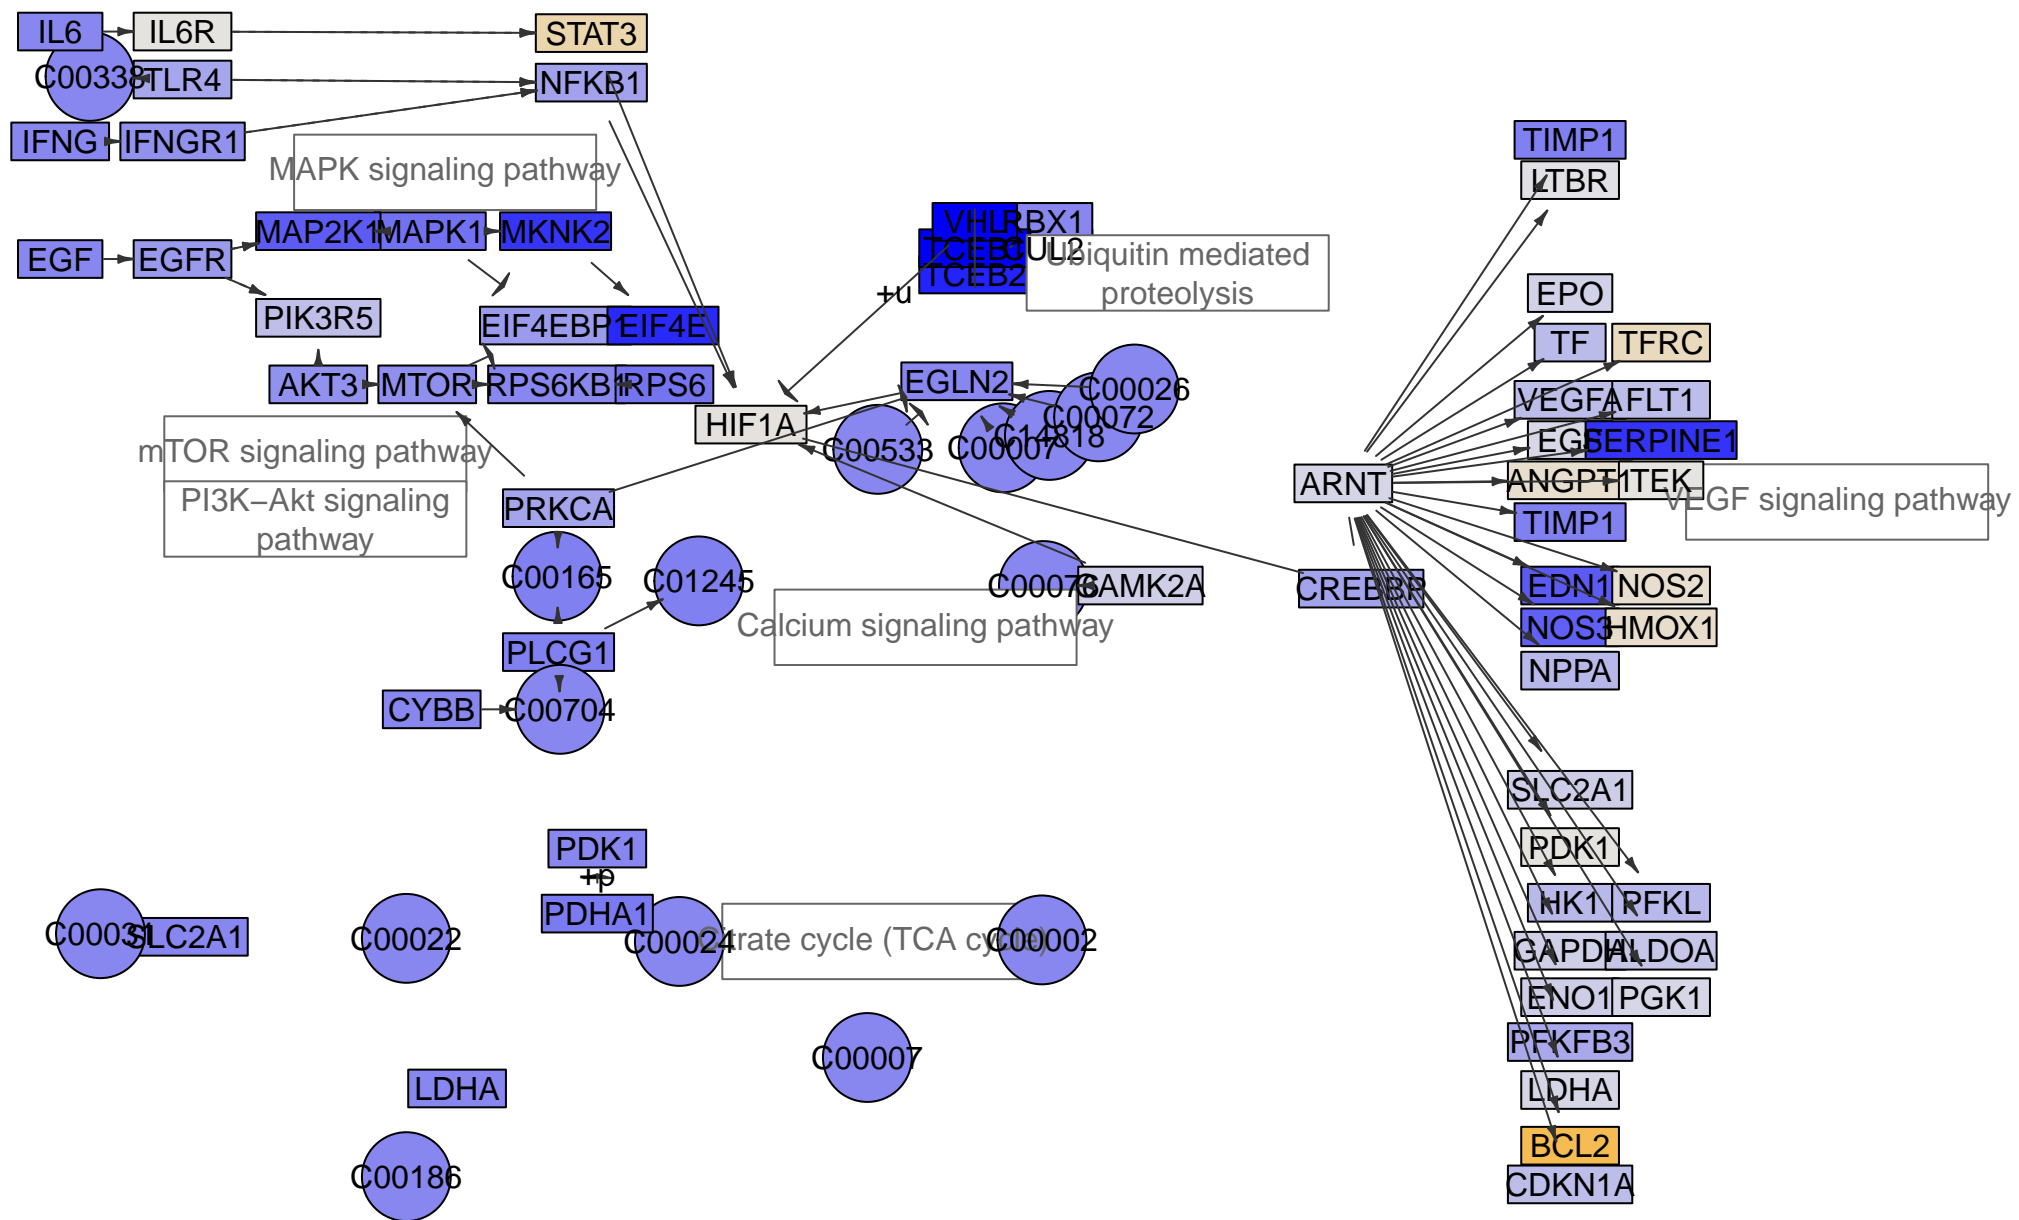 IL6
IL6R
STAT3
C00338
TLR4
NFKB1
IFNG
IFNGR1
TIMP1
MAPK signaling pathway
LTBR
MAP2K1
MAPK1
MKNK2
VHL
RBX1
EGF
EGFR
CUL2
Ubiquitin mediated
proteolysis
TCEB2
+u
EPO
PIK3R5
EIF4EBP1
EIF4E
TF
TFRC
AKT3
MTOR
RPS6KB1
RPS6
EGLN2
C00026
C00072
C14818
C00007
C00533
HIF1A
VEGFA
FLT1
SERPINE1
mTOR signaling pathway
PI3K−Akt signaling
pathway
PRKCA
ARNT
ANGPT1
TEK
VEGF signaling pathway
TIMP1
C00165
C01245
C00076
CAMK2A
CREBBP
EDN1
NOS2
Calcium signaling pathway
NOS3
HMOX1
PLCG1
NPPA
CYBB
C00704
SLC2A1
PDK1
+p
PDK1
PDHA1
HK1
PFKL
C00031
SLC2A1
C00022
C00024
Citrate cycle (TCA cycle)
C00002
GAPDH
ALDOA
ENO1
PGK1
C00007
PFKFB3
LDHA
LDHA
BCL2
C00186
CDKN1A